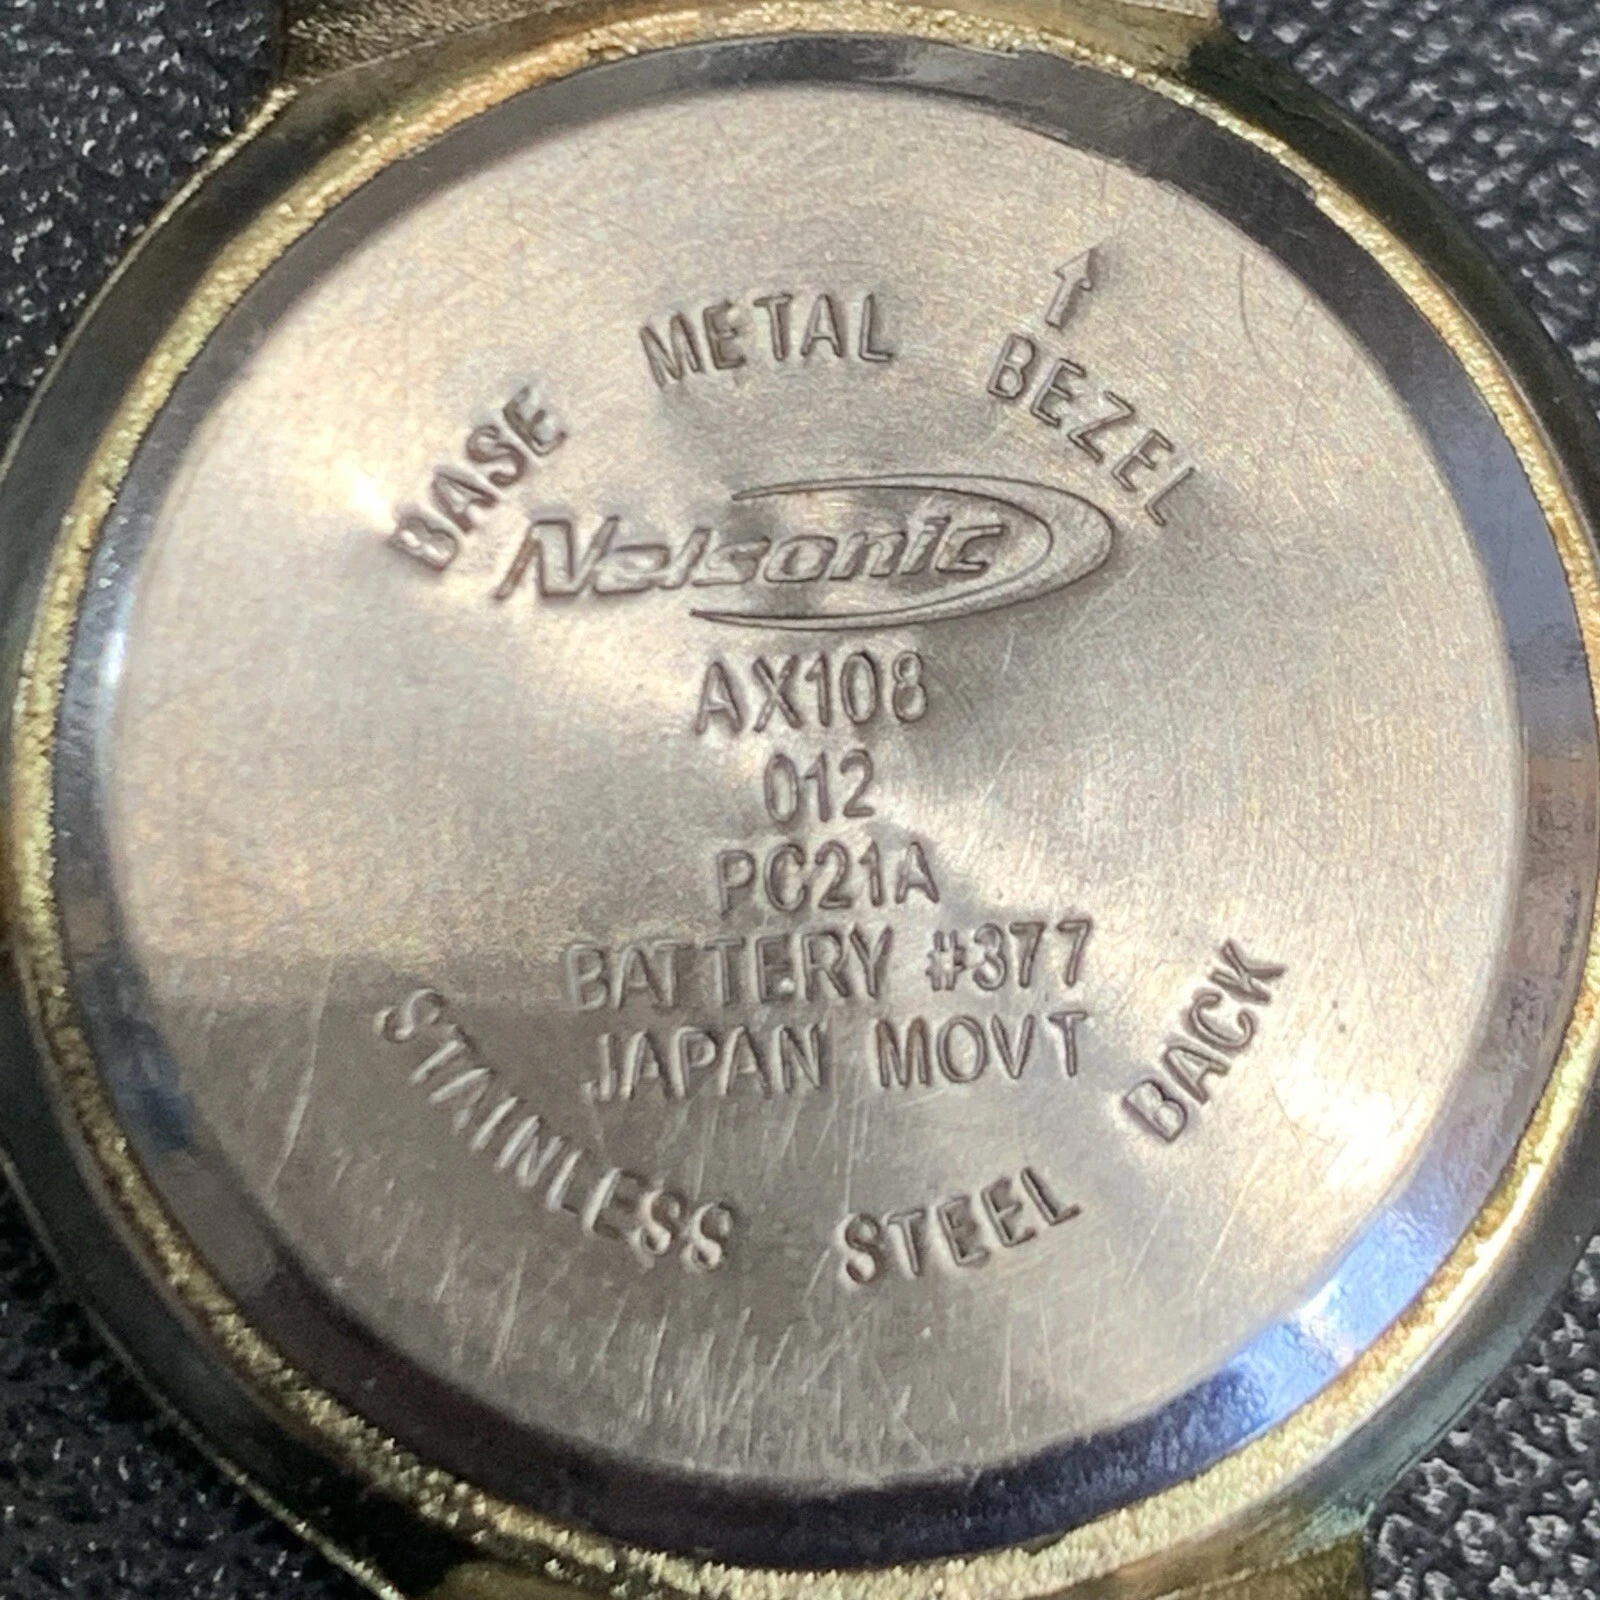 ↑
BASE METAL BEZEL
Nelsonic
AX108
012
PC21A
BATTERY #377
JAPAN MOVT
STAINLESS STEEL BACK